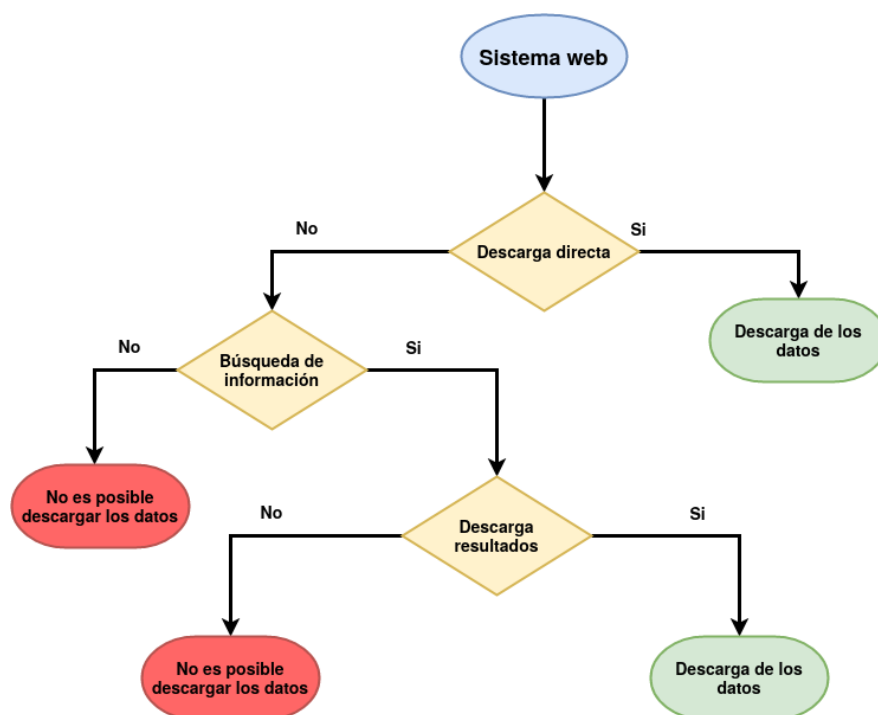 Sistema web
No
Si
Descarga directa
Descarga de los
datos
No
Si
Búsqueda de
información
No es posible
descargar los datos
No
Si
Descarga
resultados
No es posible
descargar los datos
Descarga de los
datos